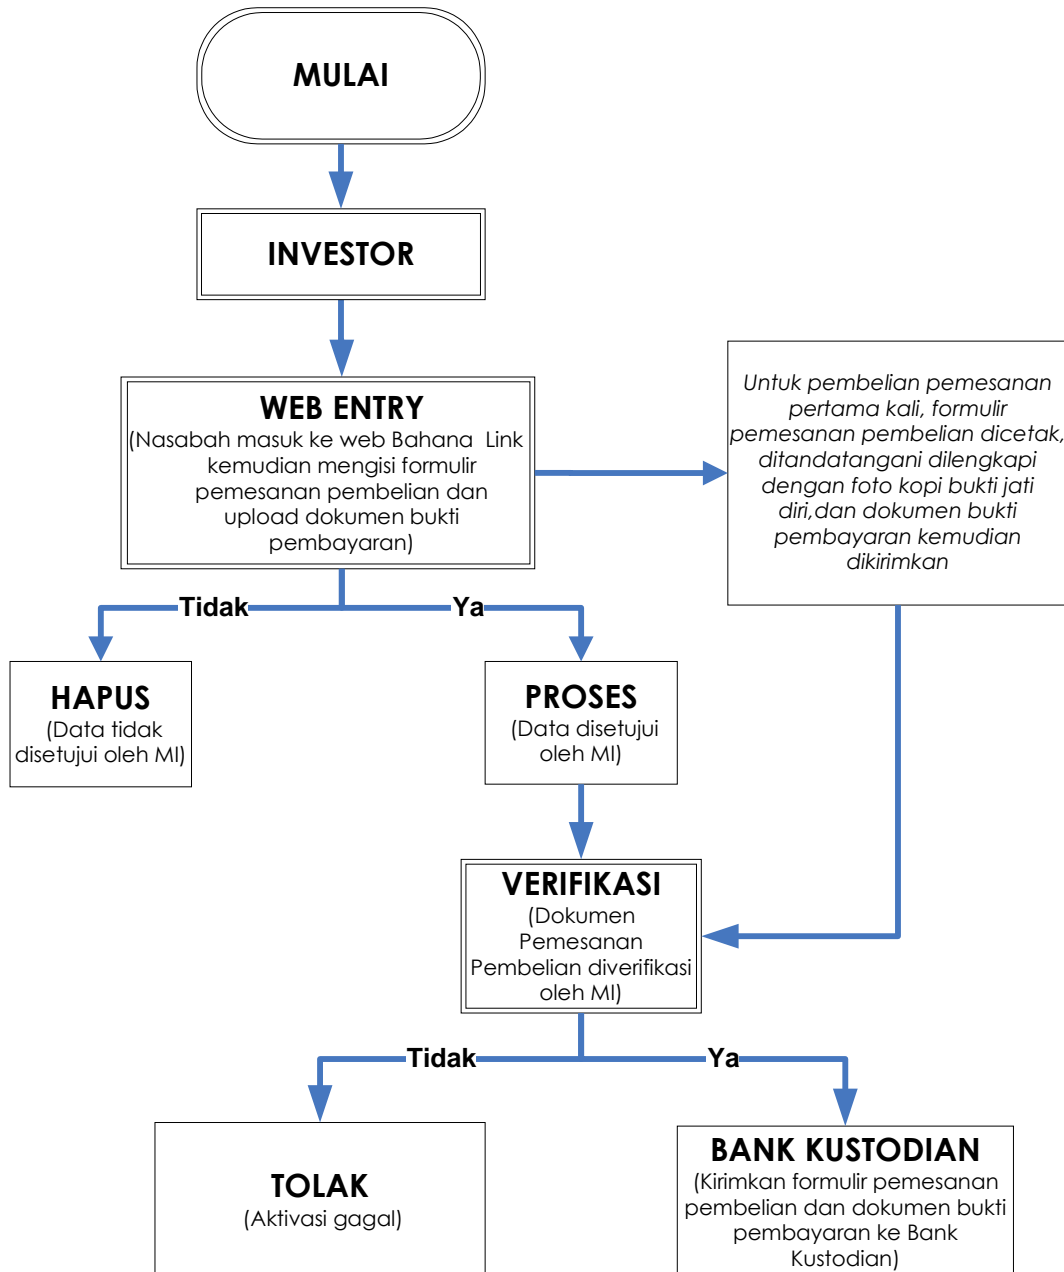 MULAI
INVESTOR
WEB ENTRY
(Nasabah masuk ke web Bahana  Link
kemudian mengisi formulir
pemesanan pembelian dan
upload dokumen bukti
pembayaran)
Untuk pembelian pemesanan
pertama kali, formulir
pemesanan pembelian dicetak,
ditandatangani dilengkapi
dengan foto kopi bukti jati
diri,dan dokumen bukti
pembayaran kemudian
dikirimkan
Tidak
Ya
HAPUS
(Data tidak
disetujui oleh MI)
PROSES
(Data disetujui
oleh MI)
VERIFIKASI
(Dokumen
Pemesanan
Pembelian diverifikasi
oleh MI)
Tidak
Ya
TOLAK
(Aktivasi gagal)
BANK KUSTODIAN
(Kirimkan formulir pemesanan
pembelian dan dokumen bukti
pembayaran ke Bank
Kustodian)